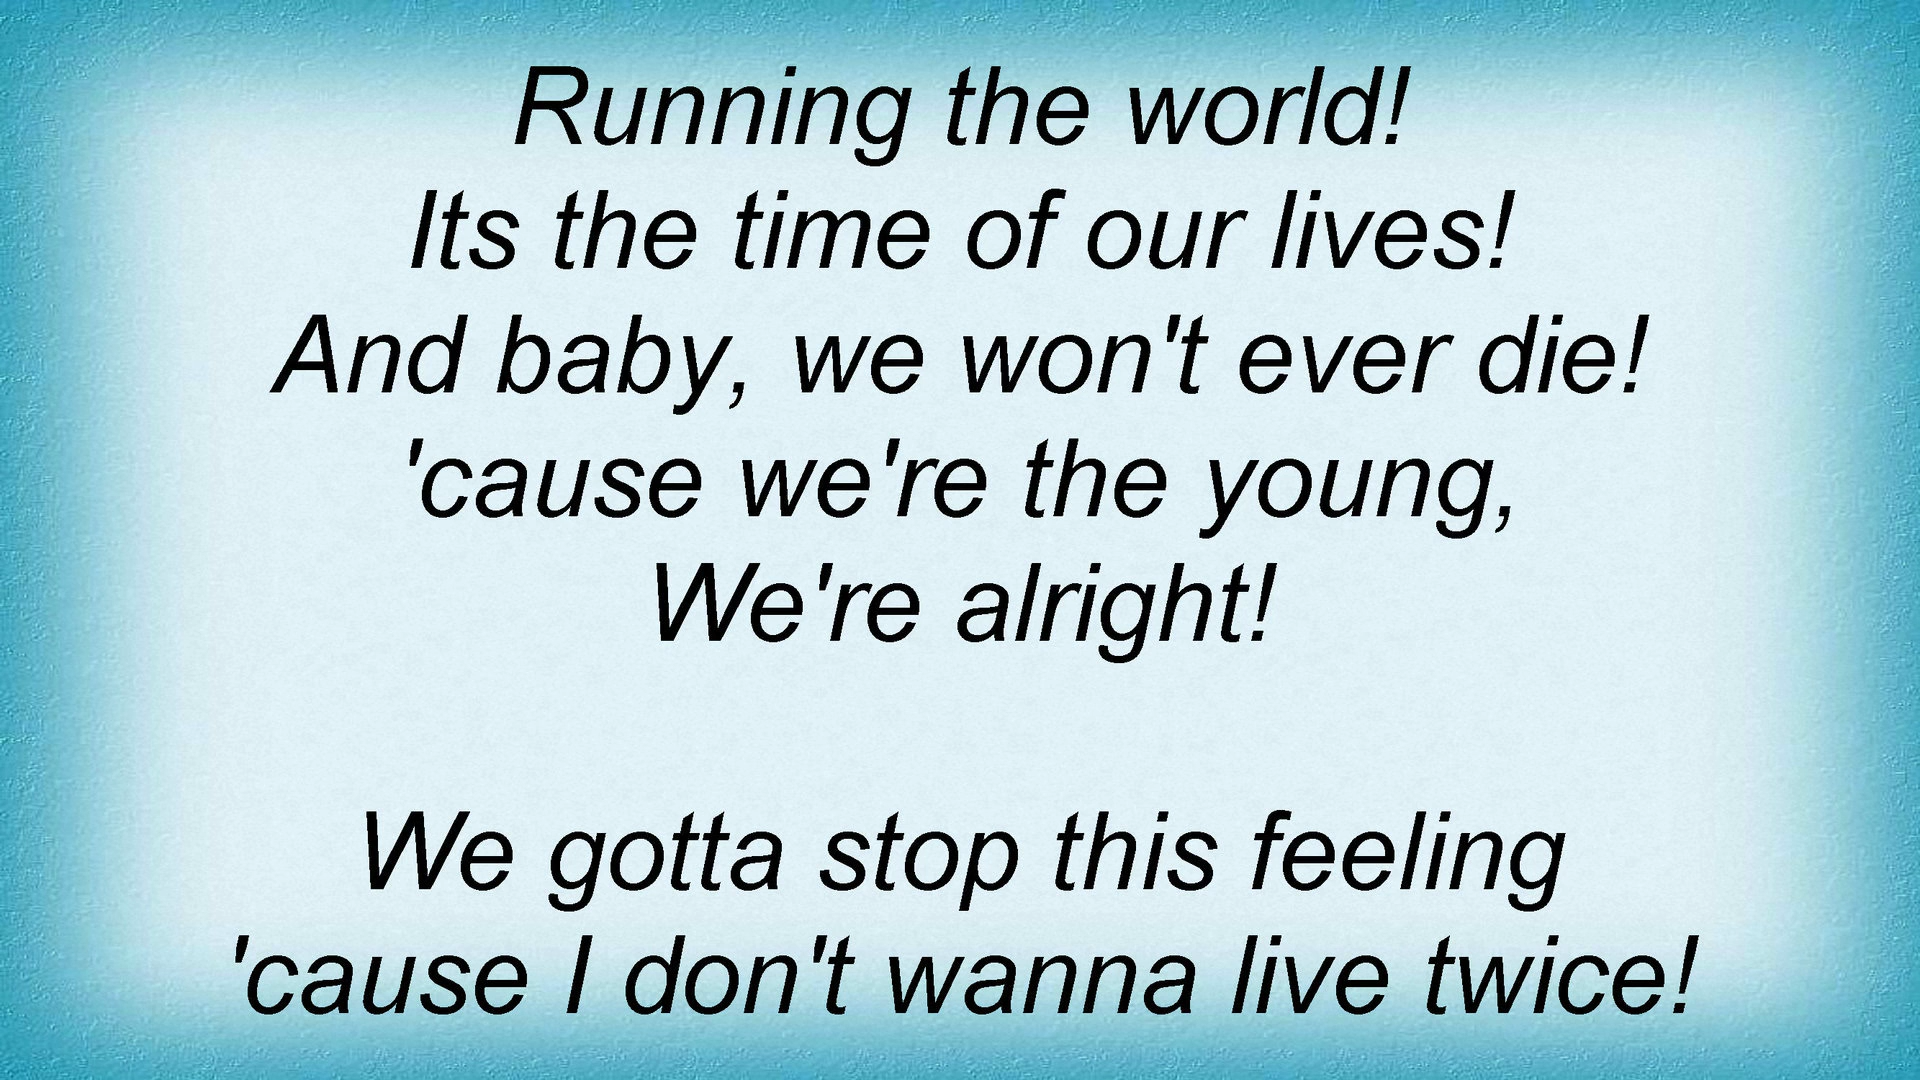 Running the world!
Its the time of our lives!
And baby, we won't ever die!
'cause we're the young,
We're alright!
We gotta stop this feeling
'cause I don't wanna live twice!